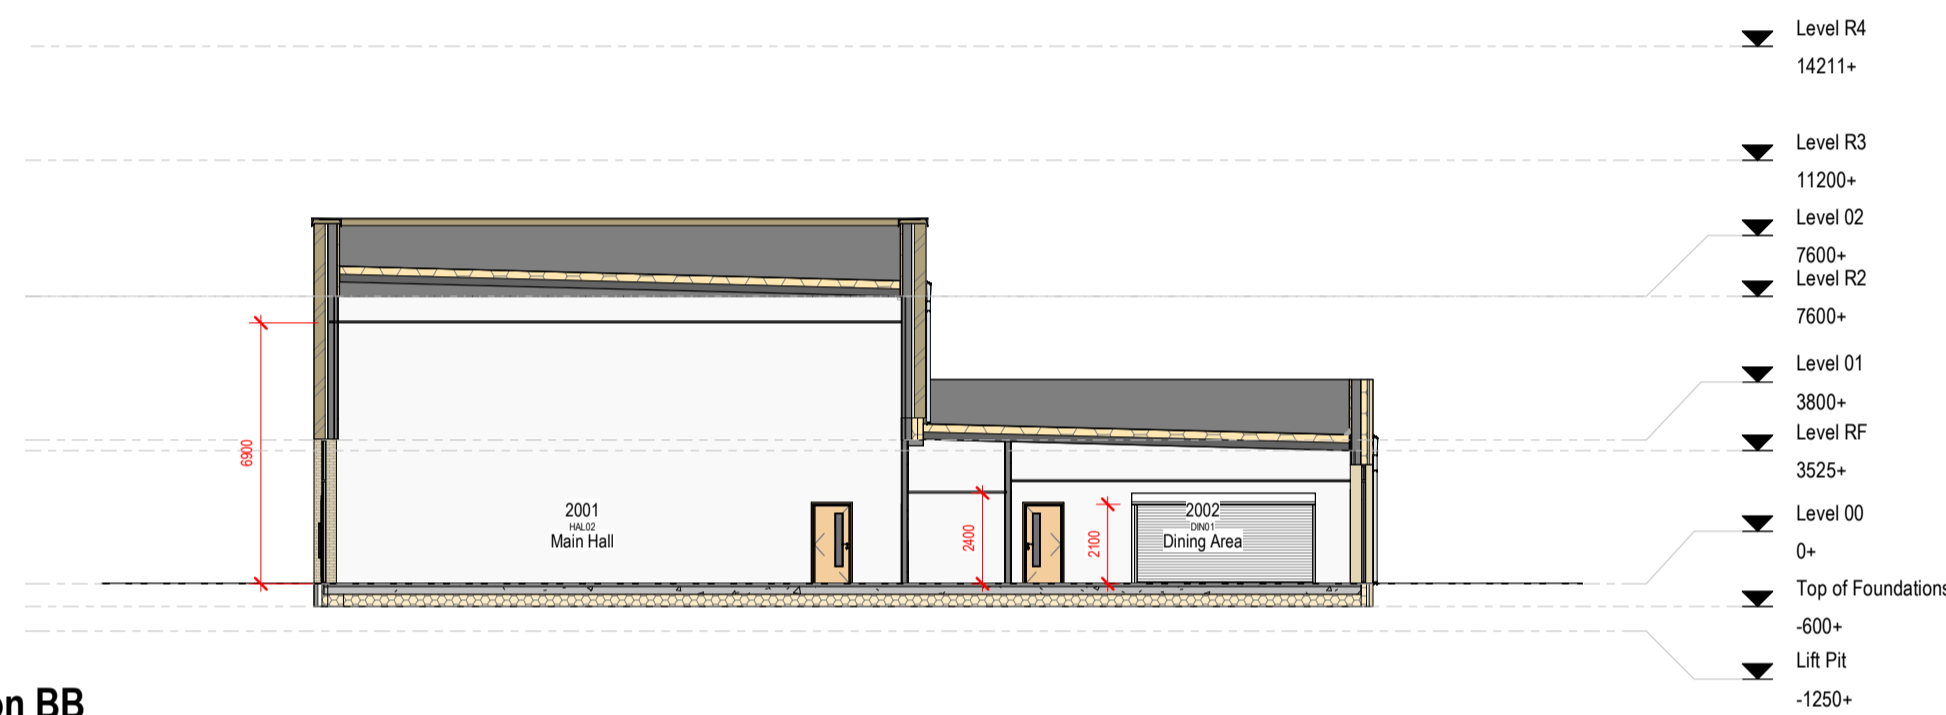 Level R4
14211+
Level R3
11200+
Level 02
7600+
Level R2
7600+
Level 01
3800+
Level RF
3525+
Level 00
0+
Top of Foundations
-600+
Lift Pit
-1250+
6900
2001
HAL02
Main Hall
2400
2100
2002
DIN01
Dining Area
on BB